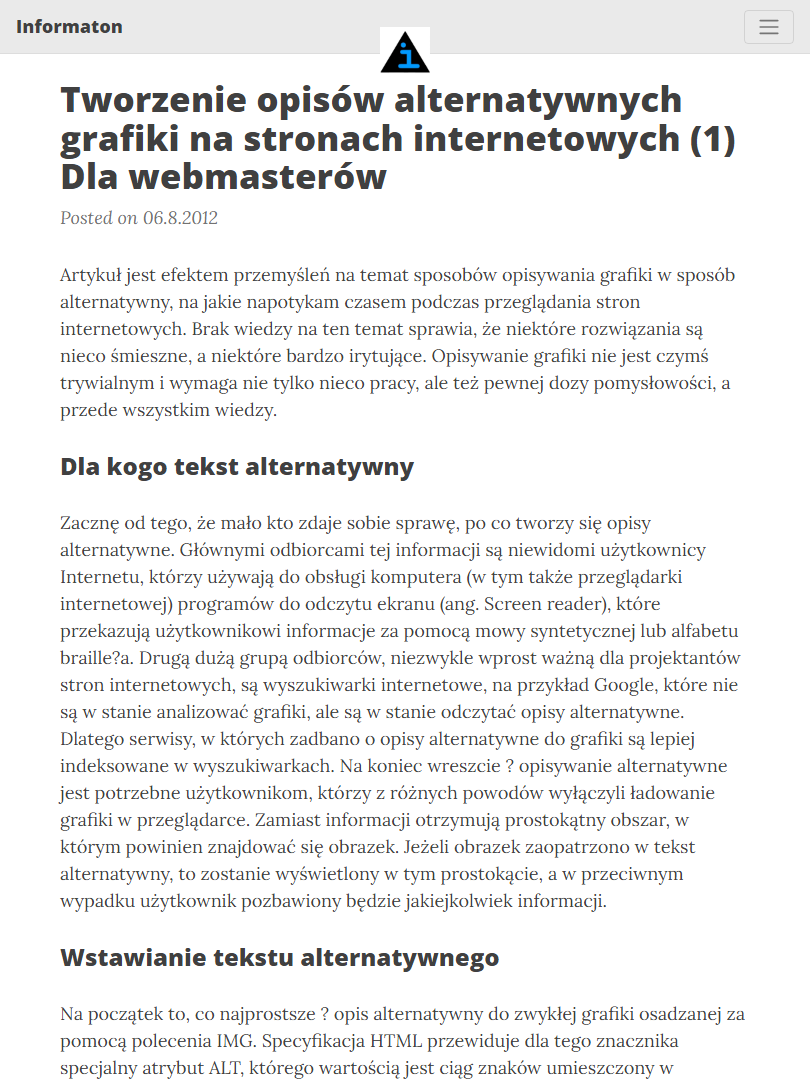 Informaton
i
Tworzenie opisów alternatywnych
grafiki na stronach internetowych (1)
Dla webmasterów
Posted on 06.8.2012
Artykuł jest efektem przemyśleń na temat sposobów opisywania grafiki w sposób
alternatywny, na jakie napotykam czasem podczas przeglądania stron
internetowych. Brak wiedzy na ten temat sprawia, że niektóre rozwiązania są
nieco śmieszne, a niektóre bardzo irytujące. Opisywanie grafiki nie jest czymś
trywialnym i wymaga nie tylko nieco pracy, ale też pewnej dozy pomysłowości, a
przede wszystkim wiedzy.
Dla kogo tekst alternatywny
Zacznę od tego, że mało kto zdaje sobie sprawę, po co tworzy się opisy
alternatywne. Głównymi odbiorcami tej informacji są niewidomi użytkownicy
Internetu, którzy używają do obsługi komputera (w tym także przeglądarki
internetowej) programów do odczytu ekranu (ang. Screen reader), które
przekazują użytkownikowi informacje za pomocą mowy syntetycznej lub alfabetu
braille?a. Drugą dużą grupą odbiorców, niezwykle wprost ważną dla projektantów
stron internetowych, są wyszukiwarki internetowe, na przykład Google, które nie
są w stanie analizować grafiki, ale są w stanie odczytać opisy alternatywne.
Dlatego serwisy, w których zadbano o opisy alternatywne do grafiki są lepiej
indeksowane w wyszukiwarkach. Na koniec wreszcie ? opisywanie alternatywne
jest potrzebne użytkownikom, którzy z różnych powodów wyłączyli ładowanie
grafiki w przeglądarce. Zamiast informacji otrzymują prostokątny obszar, w
którym powinien znajdować się obrazek. Jeżeli obrazek zaopatrzono w tekst
alternatywny, to zostanie wyświetlony w tym prostokącie, a w przeciwnym
wypadku użytkownik pozbawiony będzie jakiejkolwiek informacji.
Wstawianie tekstu alternatywnego
Na początek to, co najprostsze ? opis alternatywny do zwykłej grafiki osadzanej za
pomocą polecenia IMG. Specyfikacja HTML przewiduje dla tego znacznika
specjalny atrybut ALT, którego wartością jest ciąg znaków umieszczony w